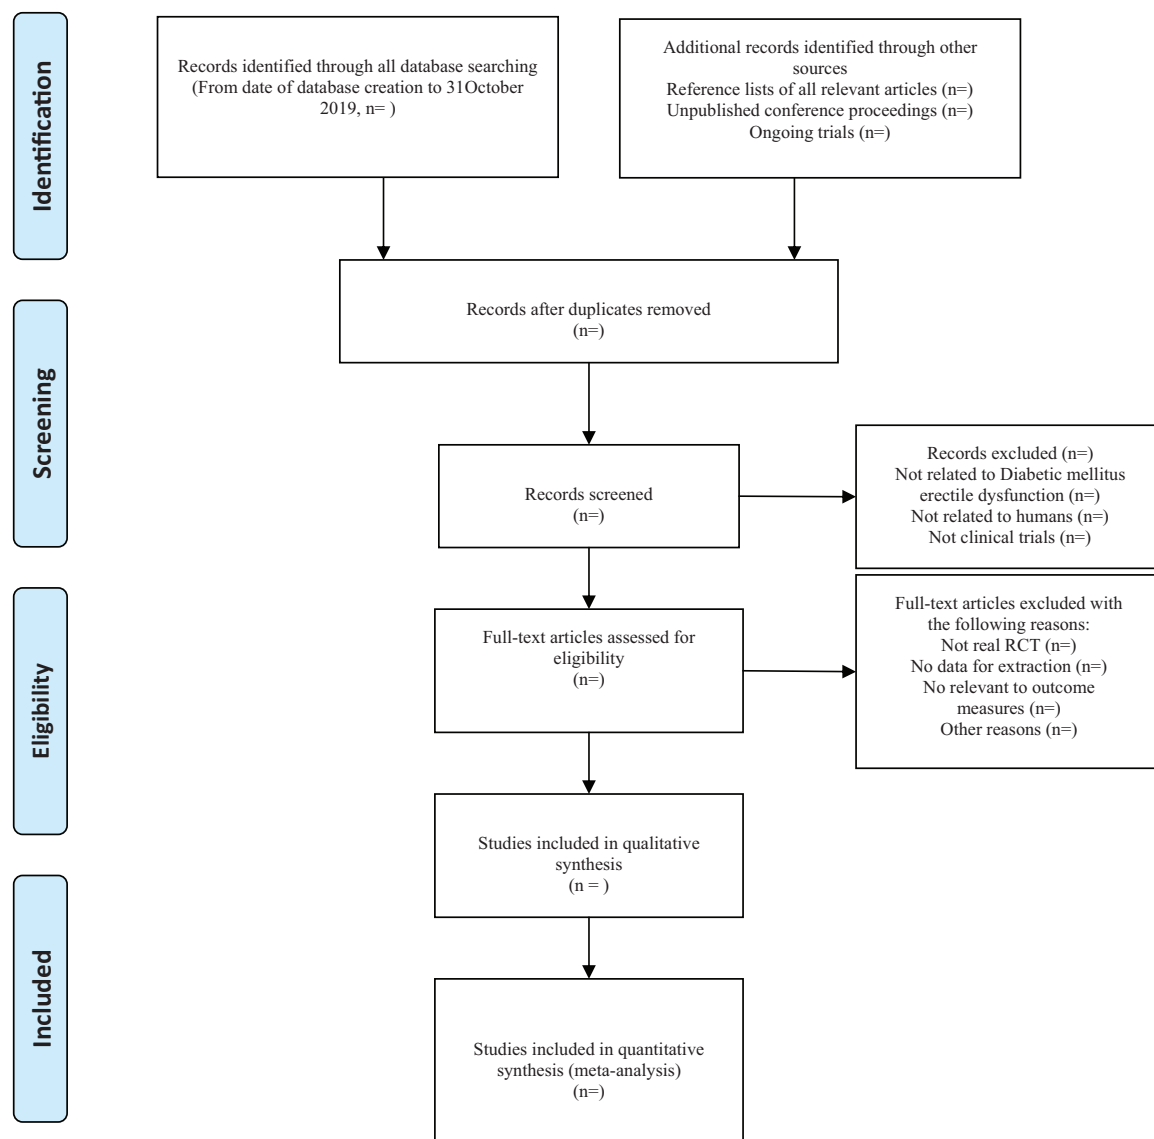 Identification
Records identified through all database searching
(From date of database creation to 31October
2019, n= )
Additional records identified through other
sources
Reference lists of all relevant articles (n=)
Unpublished conference proceedings (n=)
Ongoing trials (n=)
Records after duplicates removed
(n=)
Screening
Records screened
(n=)
Records excluded (n=)
Not related to Diabetic mellitus
erectile dysfunction (n=)
Not related to humans (n=)
Not clinical trials (n=)
Eligibility
Full-text articles assessed for
eligibility
(n=)
Full-text articles excluded with
the following reasons:
Not real RCT (n=)
No data for extraction (n=)
No relevant to outcome
measures (n=)
Other reasons (n=)
Studies included in qualitative
synthesis
(n = )
Included
Studies included in quantitative
synthesis (meta-analysis)
(n=)